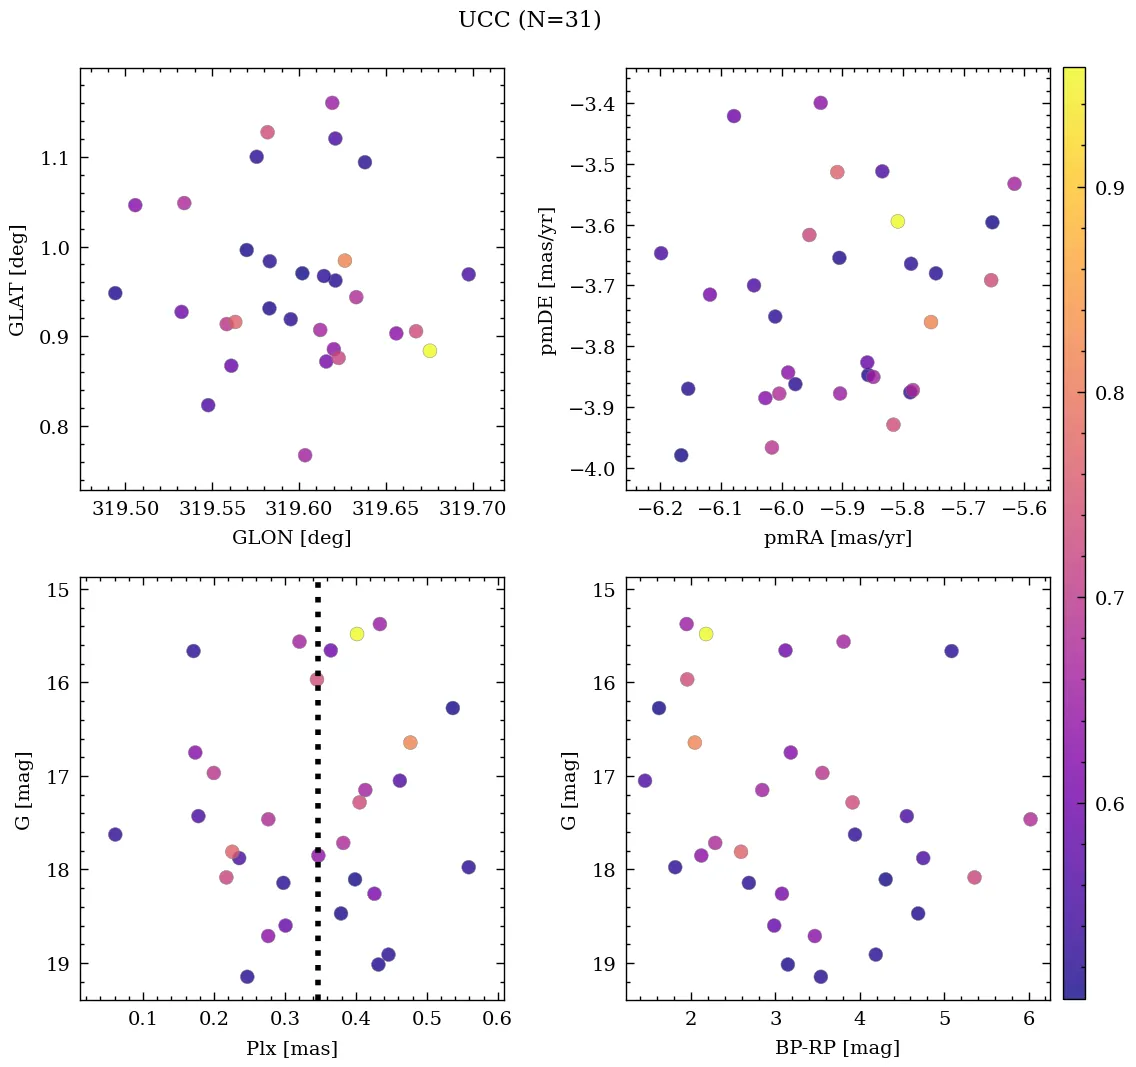 UCC (N=31)
1.1
1.0
0.9
0.8
GLAT [deg]
319.50 319.55 319.60 319.65 319.70
GLON [deg]
−3.4
−3.5
−3.6
−3.7
−3.8
−3.9
−4.0
pmDE [mas/yr]
−6.2 −6.1 −6.0 −5.9 −5.8 −5.7 −5.6
pmRA [mas/yr]
0.9
0.8
0.7
0.6
15
16
17
18
19
G [mag]
0.1 0.2 0.3 0.4 0.5 0.6
Plx [mas]
15
16
17
18
19
G [mag]
2 3 4 5 6
BP-RP [mag]